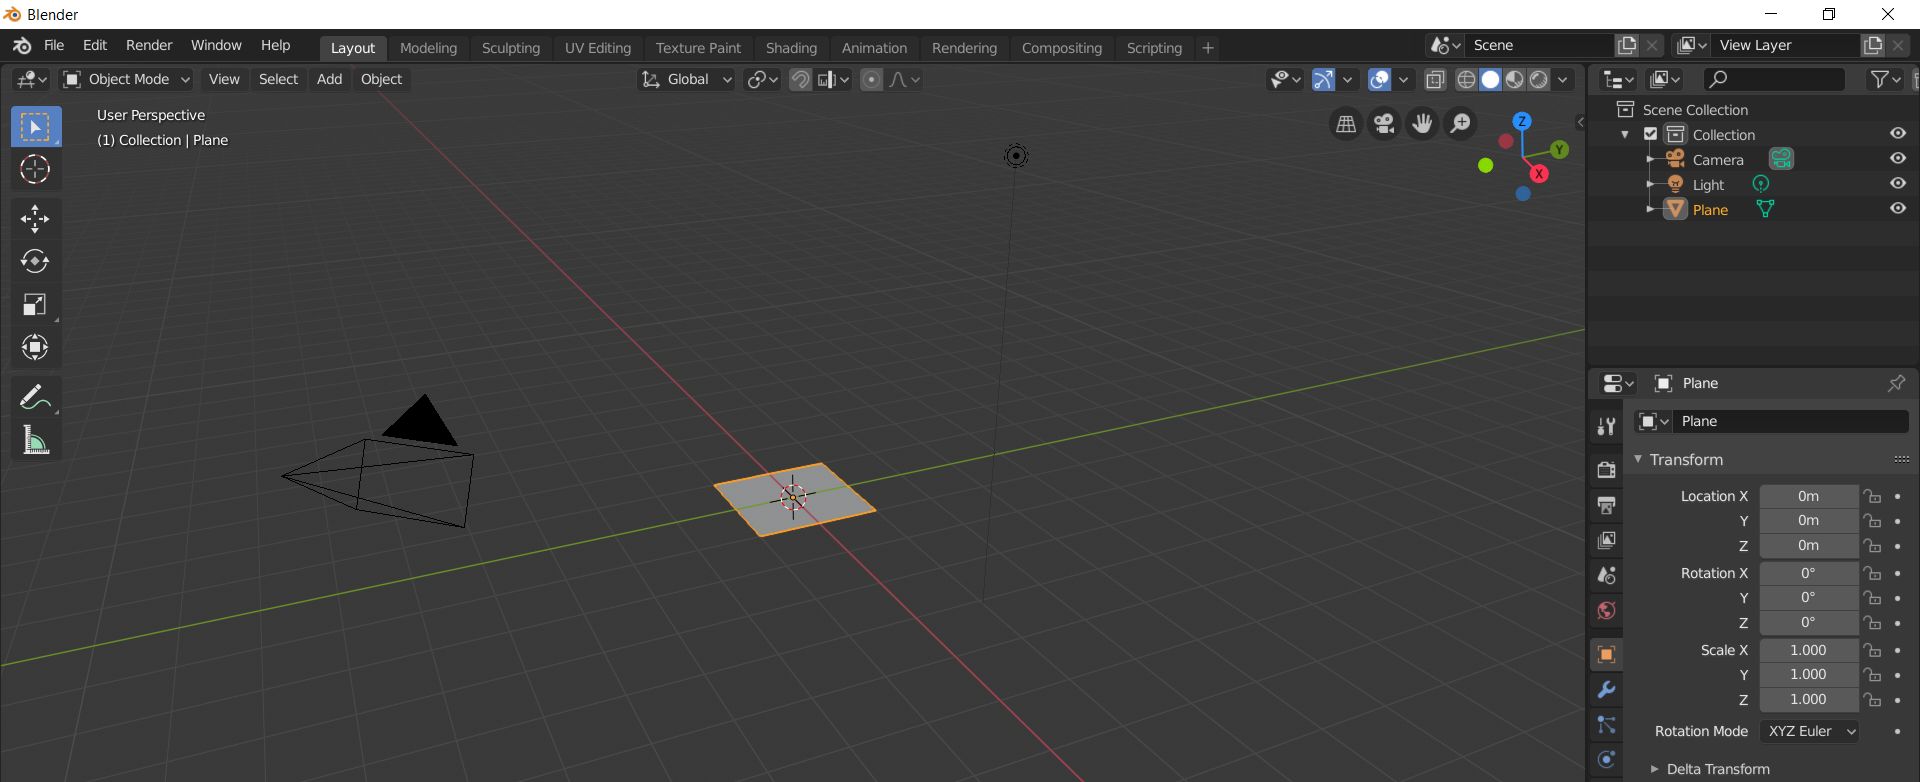 Blender
File Edit Render Window Help Layout Modeling Sculpting UV Editing Texture Paint Shading Animation Rendering Compositing Scripting + Scene View Layer
Object Mode View Select Add Object Global
User Perspective
(1) Collection | Plane
Z
Y
X
Scene Collection
Collection
Camera
Light
Plane
Plane
Plane
Transform
Location X 0m
Y 0m
Z 0m
Rotation X 0°
Y 0°
Z 0°
Scale X 1.000
Y 1.000
Z 1.000
Rotation Mode XYZ Euler
Delta Transform